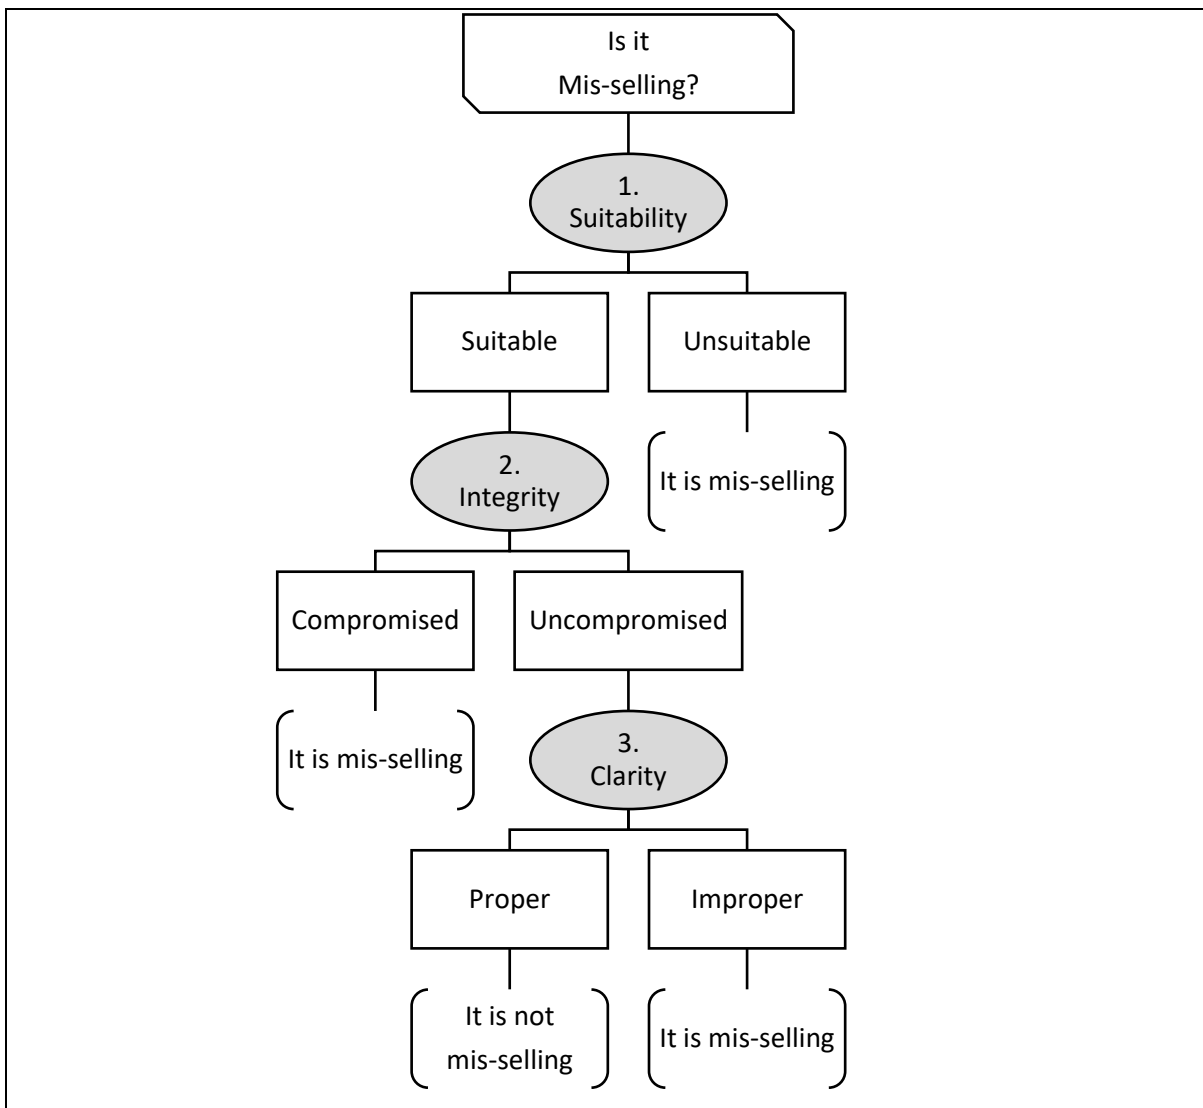 Is it
Mis-selling?
1.
Suitability
Suitable
Unsuitable
2.
Integrity
It is mis-selling
Compromised
Uncompromised
It is mis-selling
3.
Clarity
Proper
Improper
It is not
mis-selling
It is mis-selling